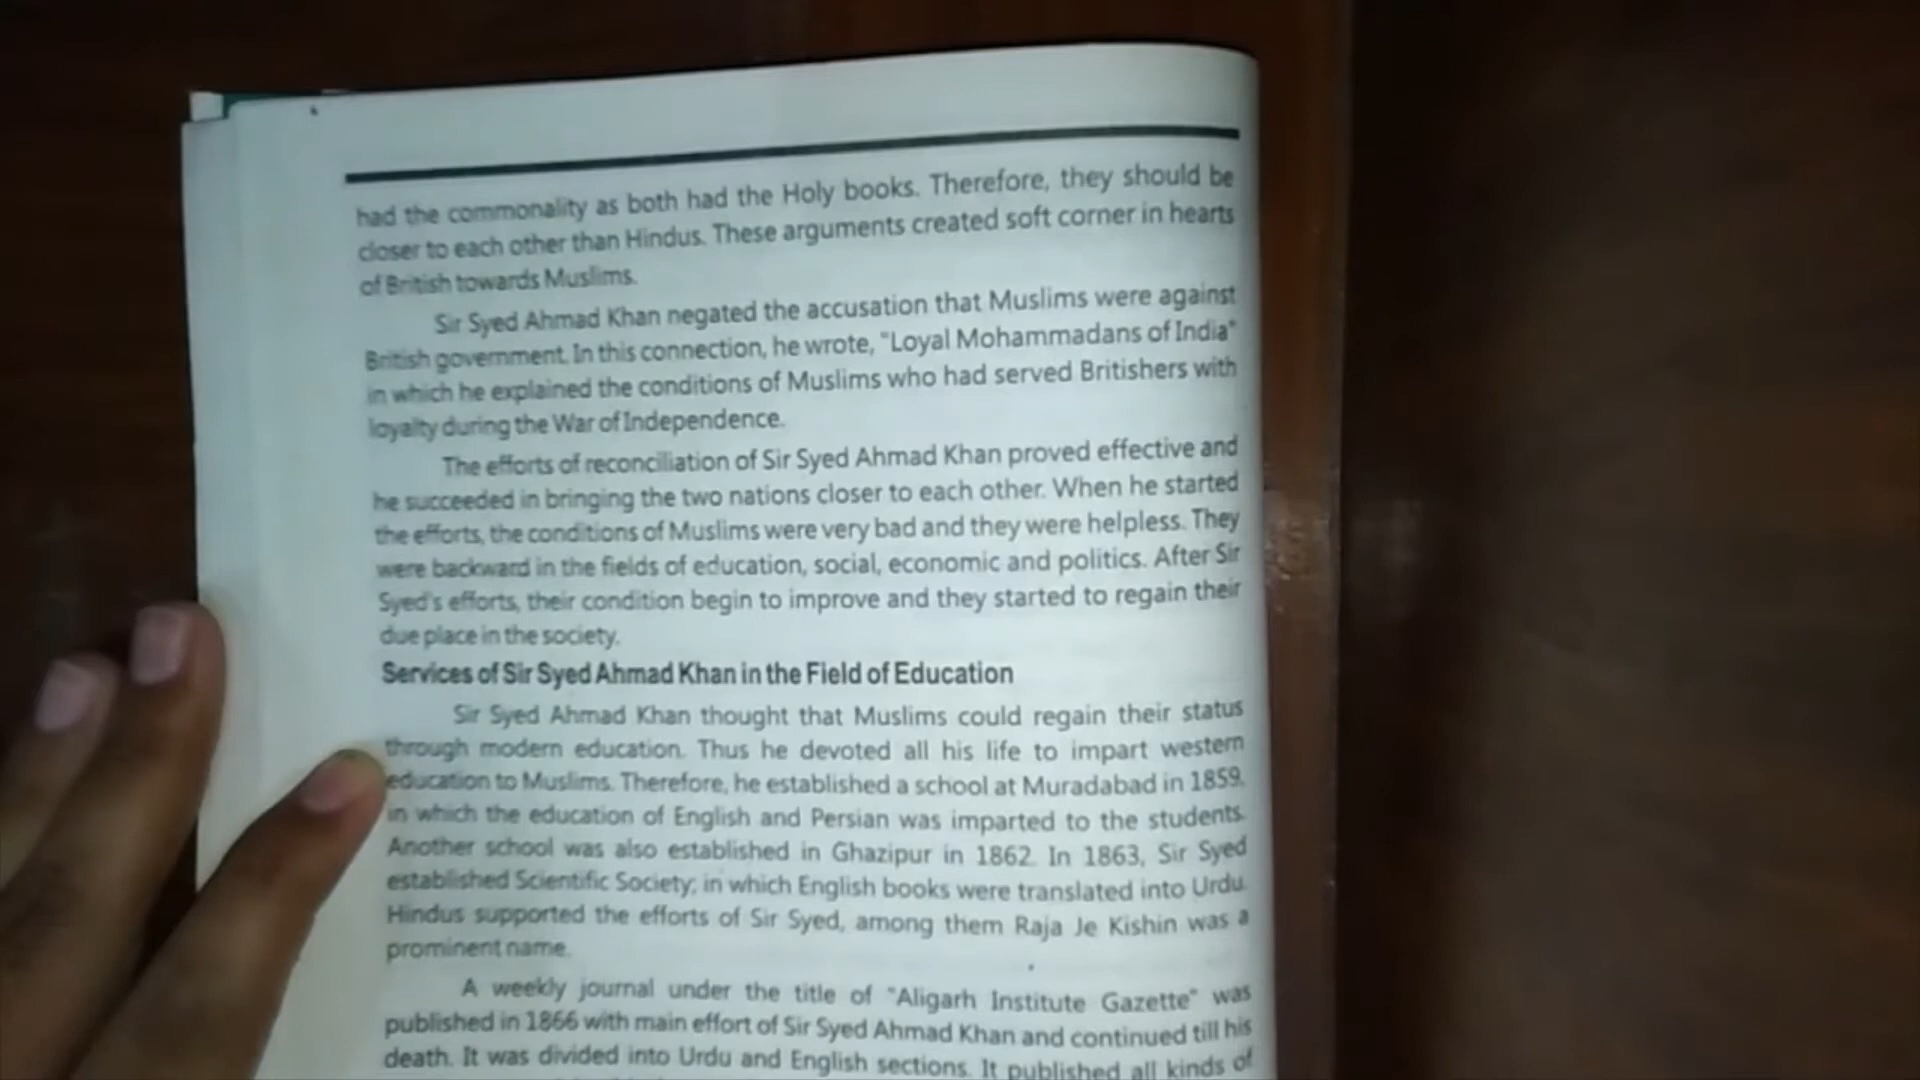 had the commonality as both had the Holy books. Therefore, they should be
closer to each other than Hindus. These arguments created soft corner in hearts
of British towards Muslims.
Sir Syed Ahmad Khan negated the accusation that Muslims were against
British government. In this connection, he wrote, "Loyal Mohammadans of India"
in which he explained the conditions of Muslims who had served Britishers with
loyalty during the War of Independence.
The efforts of reconciliation of Sir Syed Ahmad Khan proved effective and
he succeeded in bringing the two nations closer to each other. When he started
the efforts, the conditions of Muslims were very bad and they were helpless. They
were backward in the fields of education, social, economic and politics. After Sir
Syed's efforts, their condition begin to improve and they started to regain their
due place in the society.
Services of Sir Syed Ahmad Khan in the Field of Education
Sir Syed Ahmad Khan thought that Muslims could regain their status
through modern education. Thus he devoted all his life to impart western
education to Muslims. Therefore, he established a school at Muradabad in 1859,
in which the education of English and Persian was imparted to the students.
Another school was also established in Ghazipur in 1862. In 1863, Sir Syed
established Scientific Society; in which English books were translated into Urdu.
Hindus supported the efforts of Sir Syed, among them Raja Je Kishin was a
prominent name.
A weekly journal under the title of "Aligarh Institute Gazette" was
published in 1866 with main effort of Sir Syed Ahmad Khan and continued till his
death. It was divided into Urdu and English sections. It published all kinds of